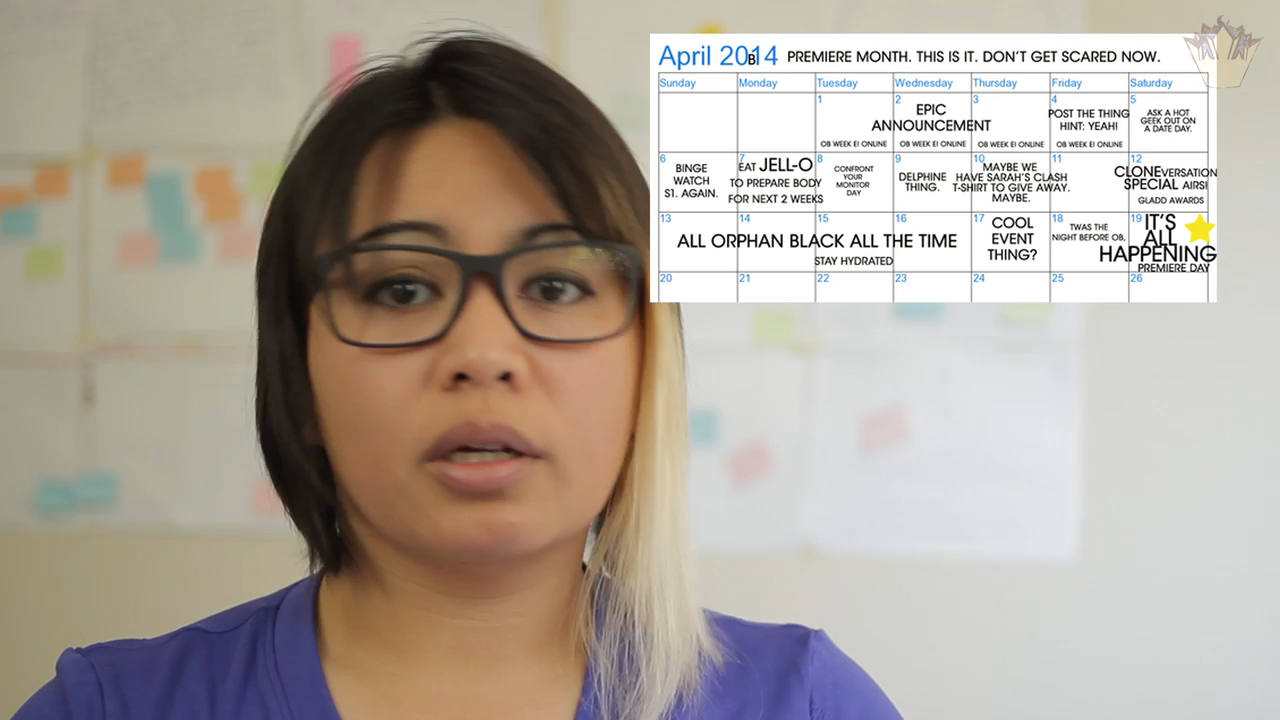 April 20B14 PREMIERE MONTH. THIS IS IT. DON'T GET SCARED NOW.
Sunday Monday Tuesday Wednesday Thursday Friday Saturday
1 2 3 4 5
EPIC
ANNOUNCEMENT
POST THE THING
HINT: YEAH!
ASK A HOT
GEEK OUT ON
A DATE DAY.
OB WEEK E! ONLINE OB WEEK E! ONLINE OB WEEK E! ONLINE OB WEEK E! ONLINE
6 7 8 9 10 11 12
BINGE
WATCH
S1. AGAIN.
EAT JELL-O
TO PREPARE BODY
FOR NEXT 2 WEEKS
CONFRONT
YOUR
MONITOR
DAY
DELPHINE
THING.
MAYBE WE
HAVE SARAH'S CLASH
T-SHIRT TO GIVE AWAY.
MAYBE.
CLONEVERSATION
SPECIAL AIRS!
GLADD AWARDS
13 14 15 16 17 18 19
ALL ORPHAN BLACK ALL THE TIME
STAY HYDRATED
COOL
EVENT
THING?
TWAS THE
NIGHT BEFORE OB,
IT'S
ALL
HAPPENING
PREMIERE DAY
20 21 22 23 24 25 26